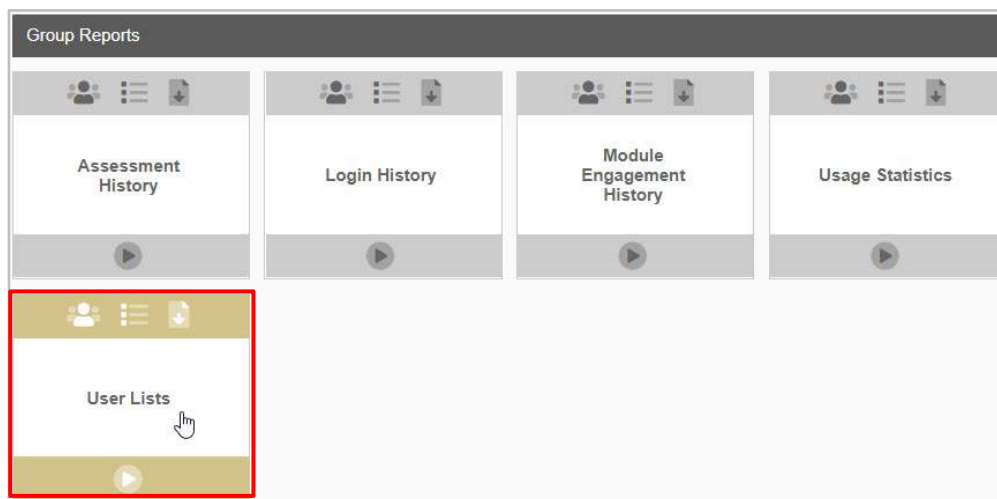 Group Reports
Assessment
History
Login History
Module
Engagement
History
Usage Statistics
User Lists